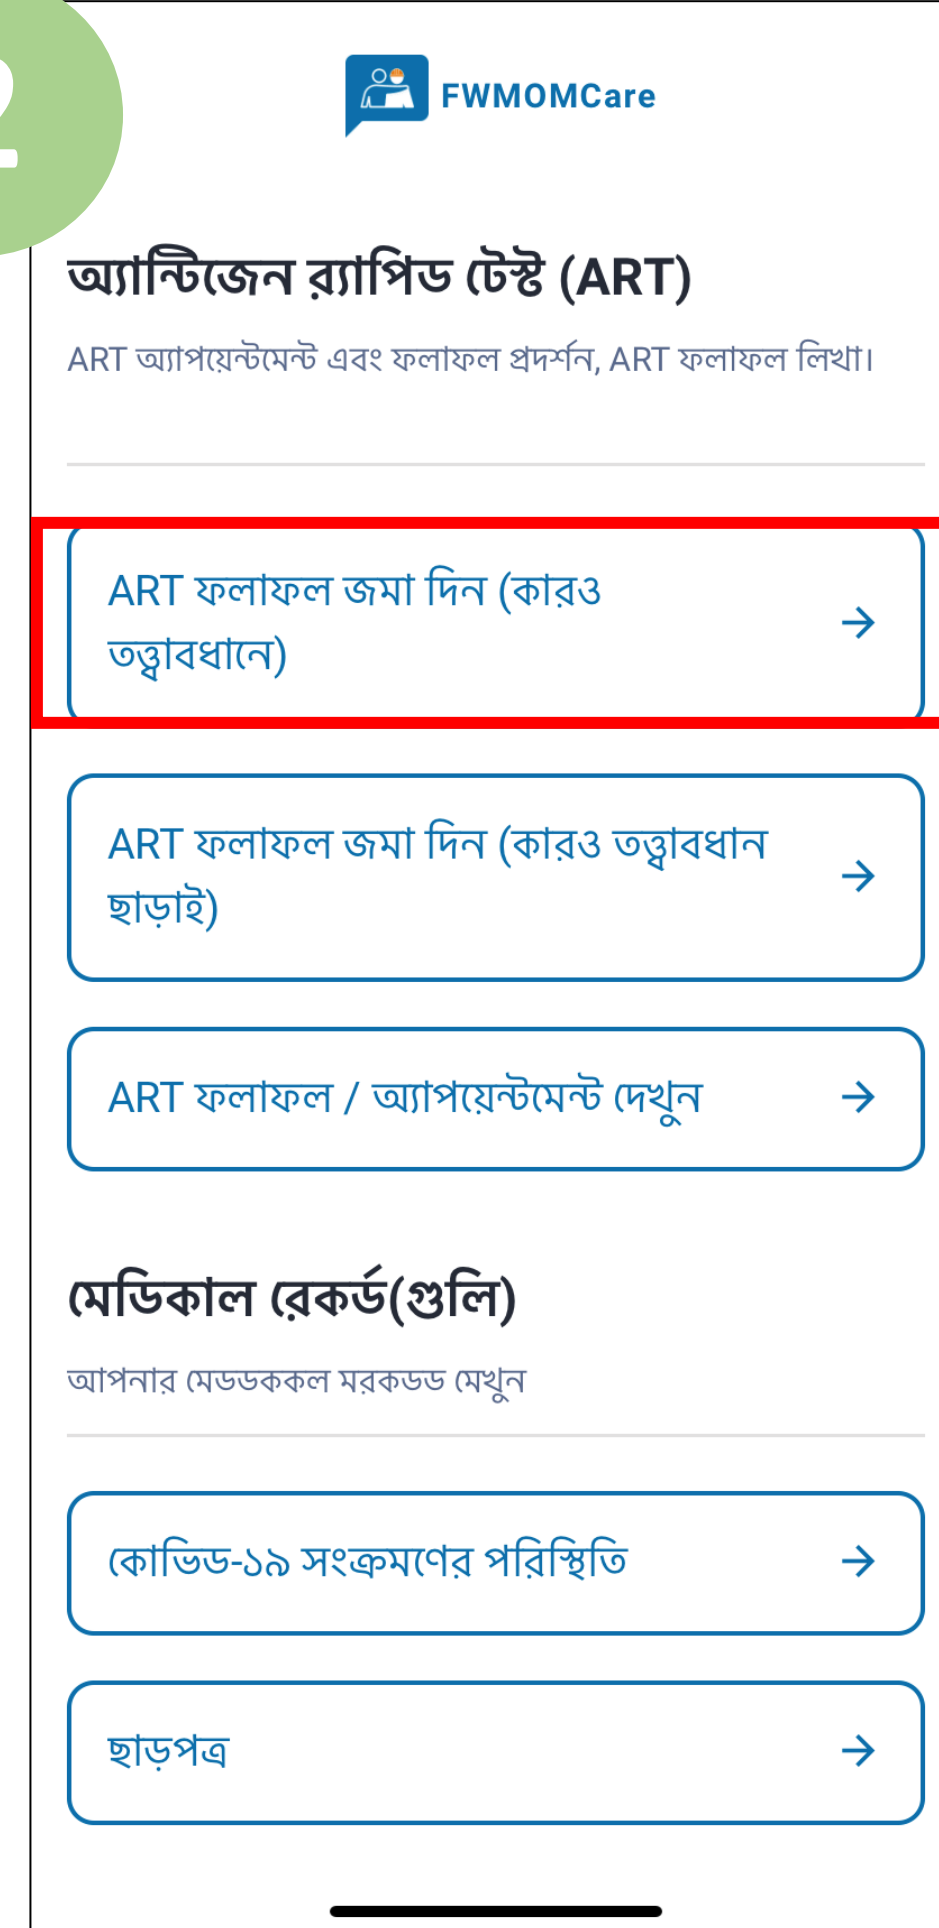 2
FWMOMCare
অ্যান্টিজেন র‍্যাপিড টেস্ট (ART)
ART অ্যাপয়েন্টমেন্ট এবং ফলাফল প্রদর্শন, ART ফলাফল লিখা।
ART ফলাফল জমা দিন (কারও
তত্ত্বাবধানে)
ART ফলাফল জমা দিন (কারও তত্ত্বাবধান
ছাড়াই)
ART ফলাফল / অ্যাপয়েন্টমেন্ট দেখুন
মেডিকাল রেকর্ড(গুলি)
আপনার মেডডককল মরকডড মেখুন
কোভিড-১৯ সংক্রমণের পরিস্থিতি
ছাড়পত্র